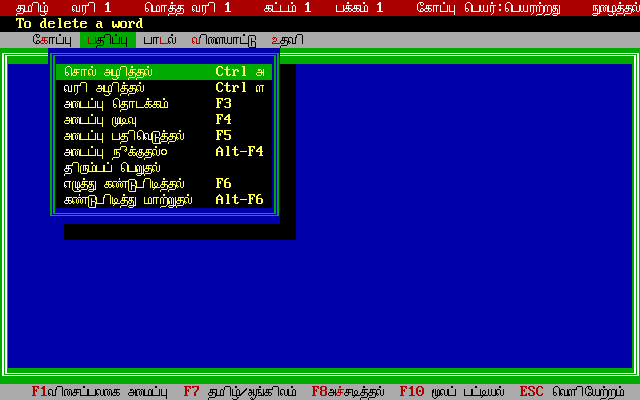 தமிழ் வரி 1 மொத்த வரி 1 கட்டம் 1 பக்கம் 1 கோப்பு பெயர்:பெயரற்றது நுழைத்தல்
To delete a word
கோப்பு பதிப்பு பாடல் விளையாட்டு உதவி
சொல் அழித்தல் Ctrl அ
வரி அழித்தல் Ctrl ள
அடைப்பு தொடக்கம் F3
அடைப்பு முடிவு F4
அடைப்பு பதிவெடுத்தல் F5
அடைப்பு நீக்குதல் Alt-F4
திரும்பப் பெறுதல்
எழுத்து கண்டுபிடித்தல் F6
கண்டுபிடித்து மாற்றுதல் Alt-F6
F1விசைப்பலகை அமைப்பு F7 தமிழ்/ஆங்கிலம் F8அச்சடித்தல் F10 மூலப் பட்டியல் ESC வெளியேற்றம்